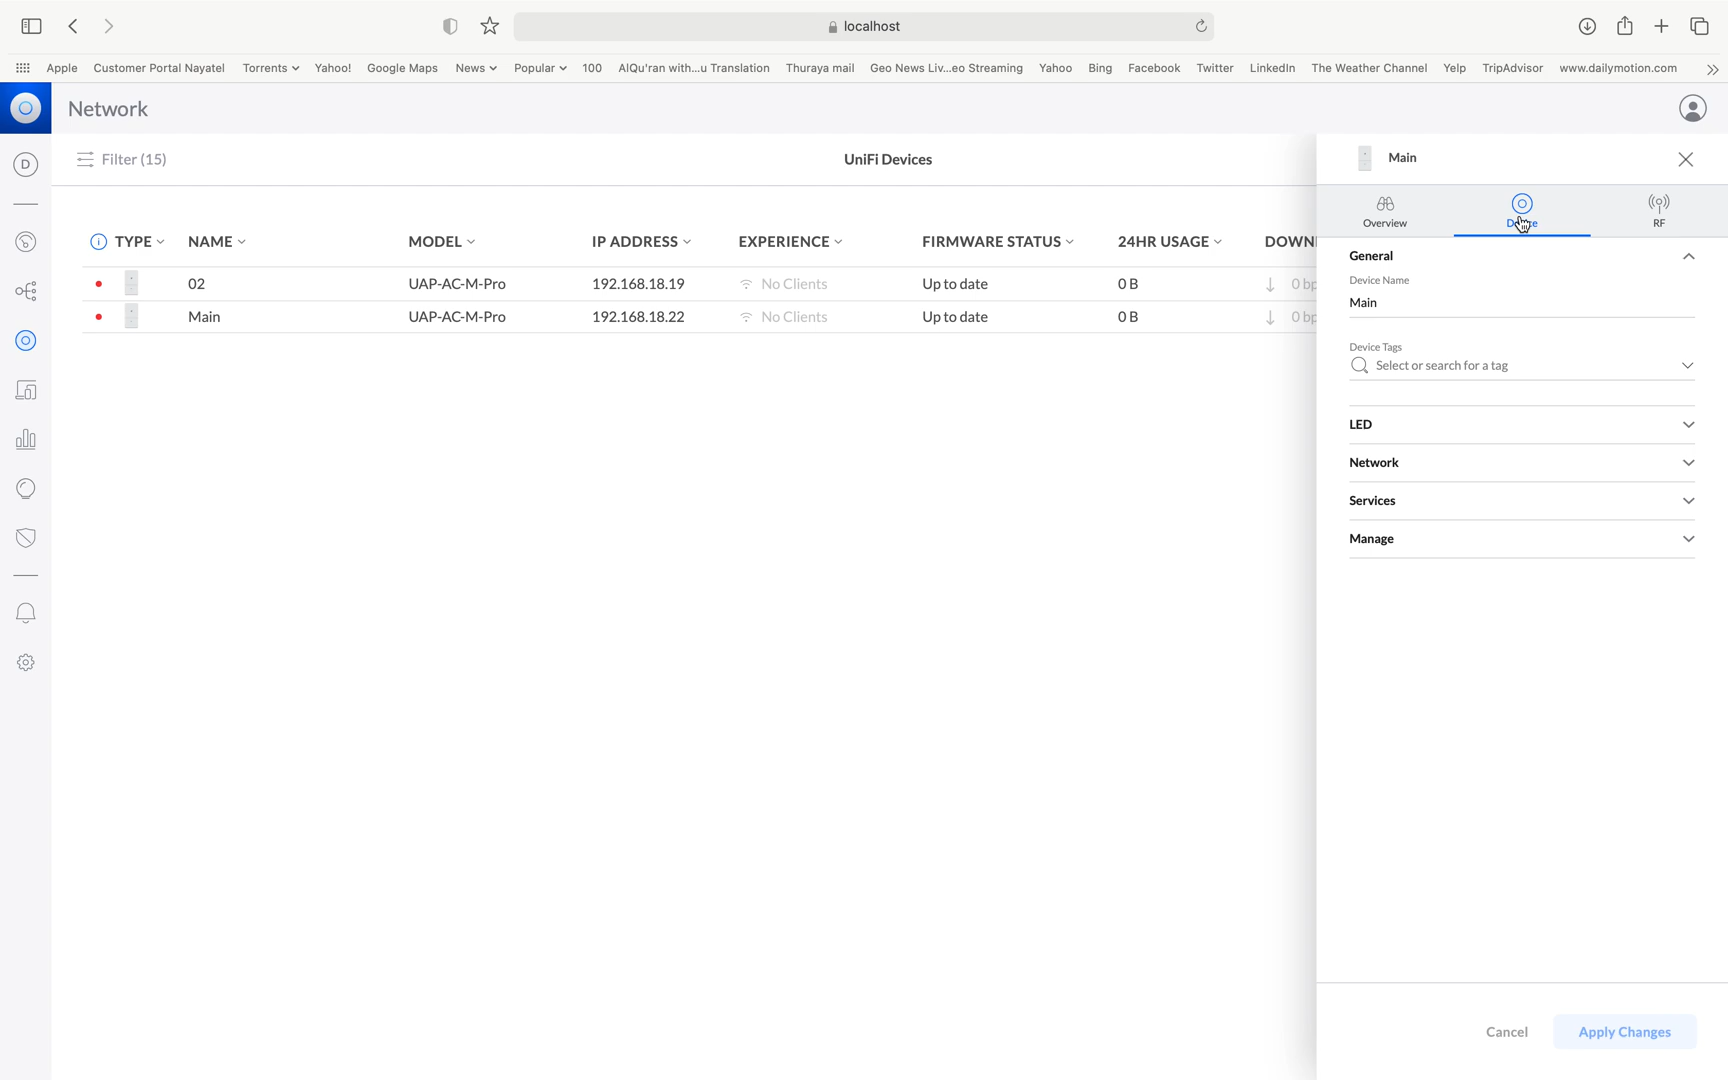 localhost
Apple Customer Portal Nayatel Torrents Yahoo! Google Maps News Popular 100 AlQu'ran with...u Translation Thuraya mail Geo News Liv...eo Streaming Yahoo Bing Facebook Twitter LinkedIn The Weather Channel Yelp TripAdvisor www.dailymotion.com
Network
D
Filter (15)
UniFi Devices
TYPE NAME MODEL IP ADDRESS EXPERIENCE FIRMWARE STATUS 24HR USAGE DOWN
02 UAP-AC-M-Pro 192.168.18.19 No Clients Up to date 0 B ↓ 0 bp
Main UAP-AC-M-Pro 192.168.18.22 No Clients Up to date 0 B ↓ 0 bp
Main
Overview RF
General
Device Name
Main
Device Tags
Select or search for a tag
LED
Network
Services
Manage
Cancel Apply Changes